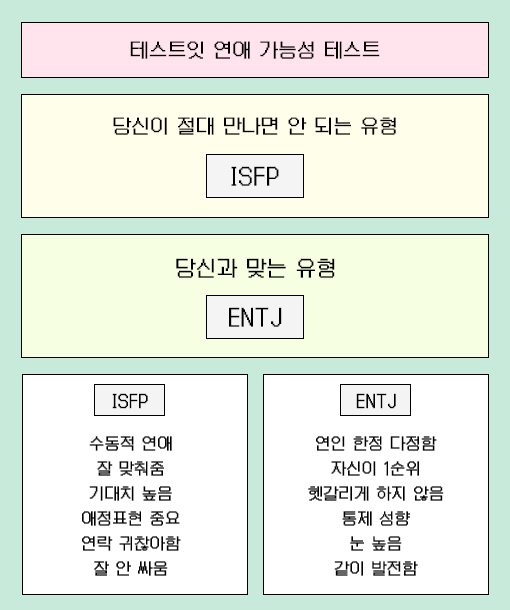 테스트잇 연애 가능성 테스트
당신이 절대 만나면 안 되는 유형
ISFP
당신과 맞는 유형
ENTJ
ISFP
수동적 연애
잘 맞춰줌
기대치 높음
애정표현 중요
연락 귀찮아함
잘 안 싸움
ENTJ
연인 한정 다정함
자신이 1순위
헷갈리게 하지 않음
통제 성향
눈 높음
같이 발전함